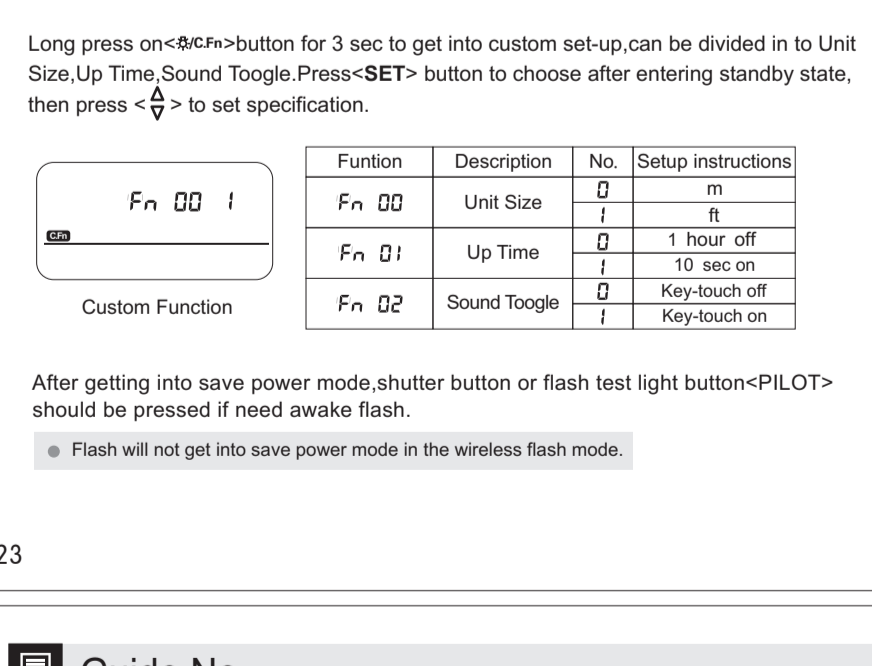 Long press on<☼/C.Fn>button for 3 sec to get into custom set-up,can be divided in to Unit
Size,Up Time,Sound Toogle.Press<SET> button to choose after entering standby state,
then press <△▽> to set specification.
Funtion Description No. Setup instructions
Fn 00 Unit Size 0 m
1 ft
Fn 01 Up Time 0 1 hour off
1 10 sec on
Fn 02 Sound Toogle 0 Key-touch off
1 Key-touch on
Fn 00 1
C.Fn
Custom Function
After getting into save power mode,shutter button or flash test light button<PILOT>
should be pressed if need awake flash.
● Flash will not get into save power mode in the wireless flash mode.
23